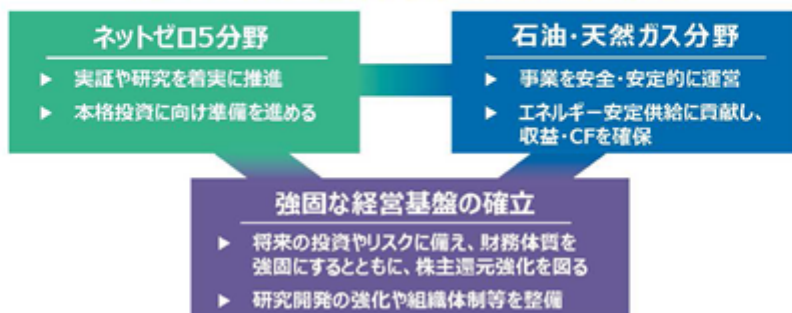 ネットゼロ5分野
▶ 実証や研究を着実に推進
▶ 本格投資に向け準備を進める
石油・天然ガス分野
▶ 事業を安全・安定的に運営
▶ エネルギー安定供給に貢献し、
収益・CFを確保
強固な経営基盤の確立
▶ 将来の投資やリスクに備え、財務体質を
強固にするとともに、株主還元強化を図る
▶ 研究開発の強化や組織体制等を整備